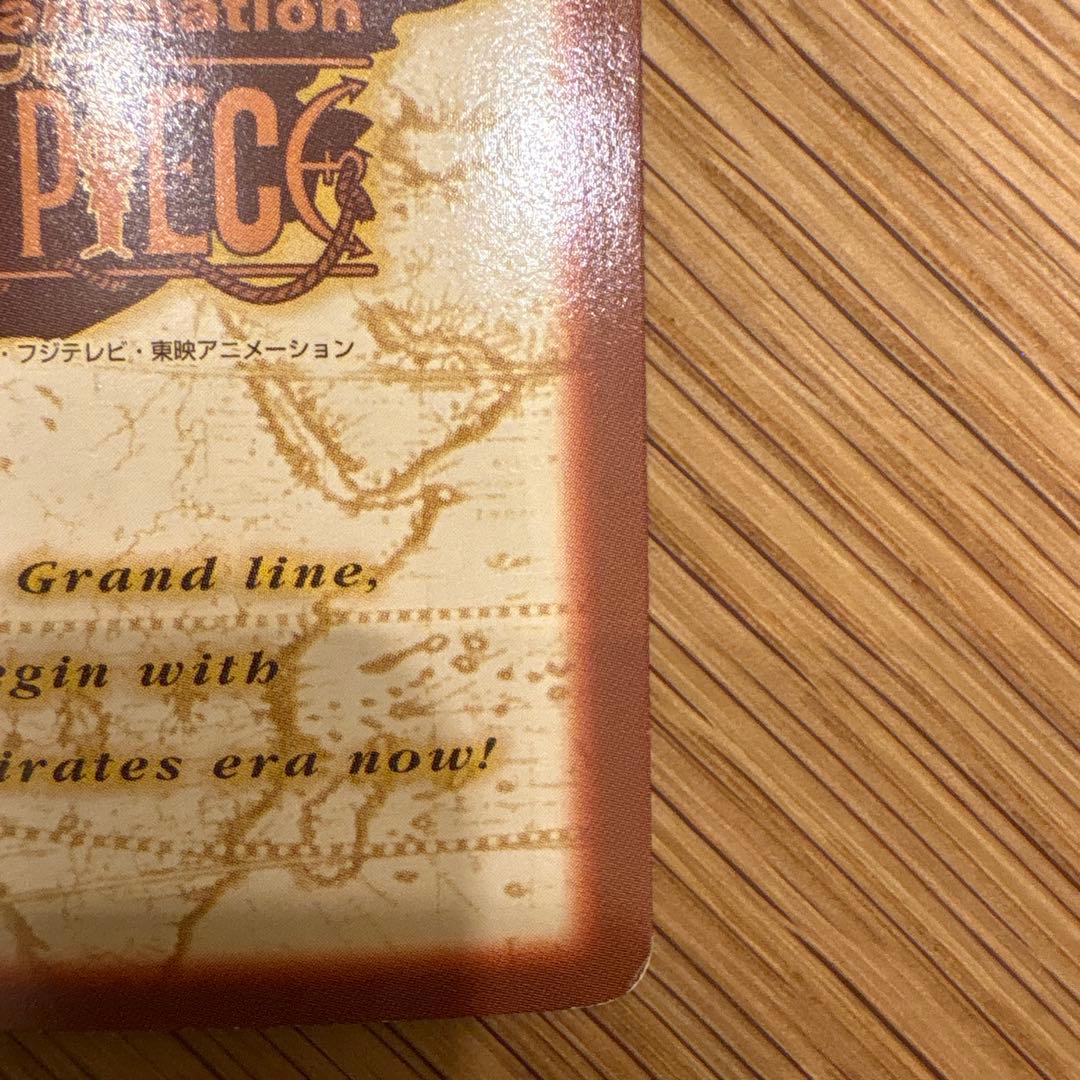 PIECE
・フジテレビ・東映アニメーション
Grand line,
egin with
irates era now!